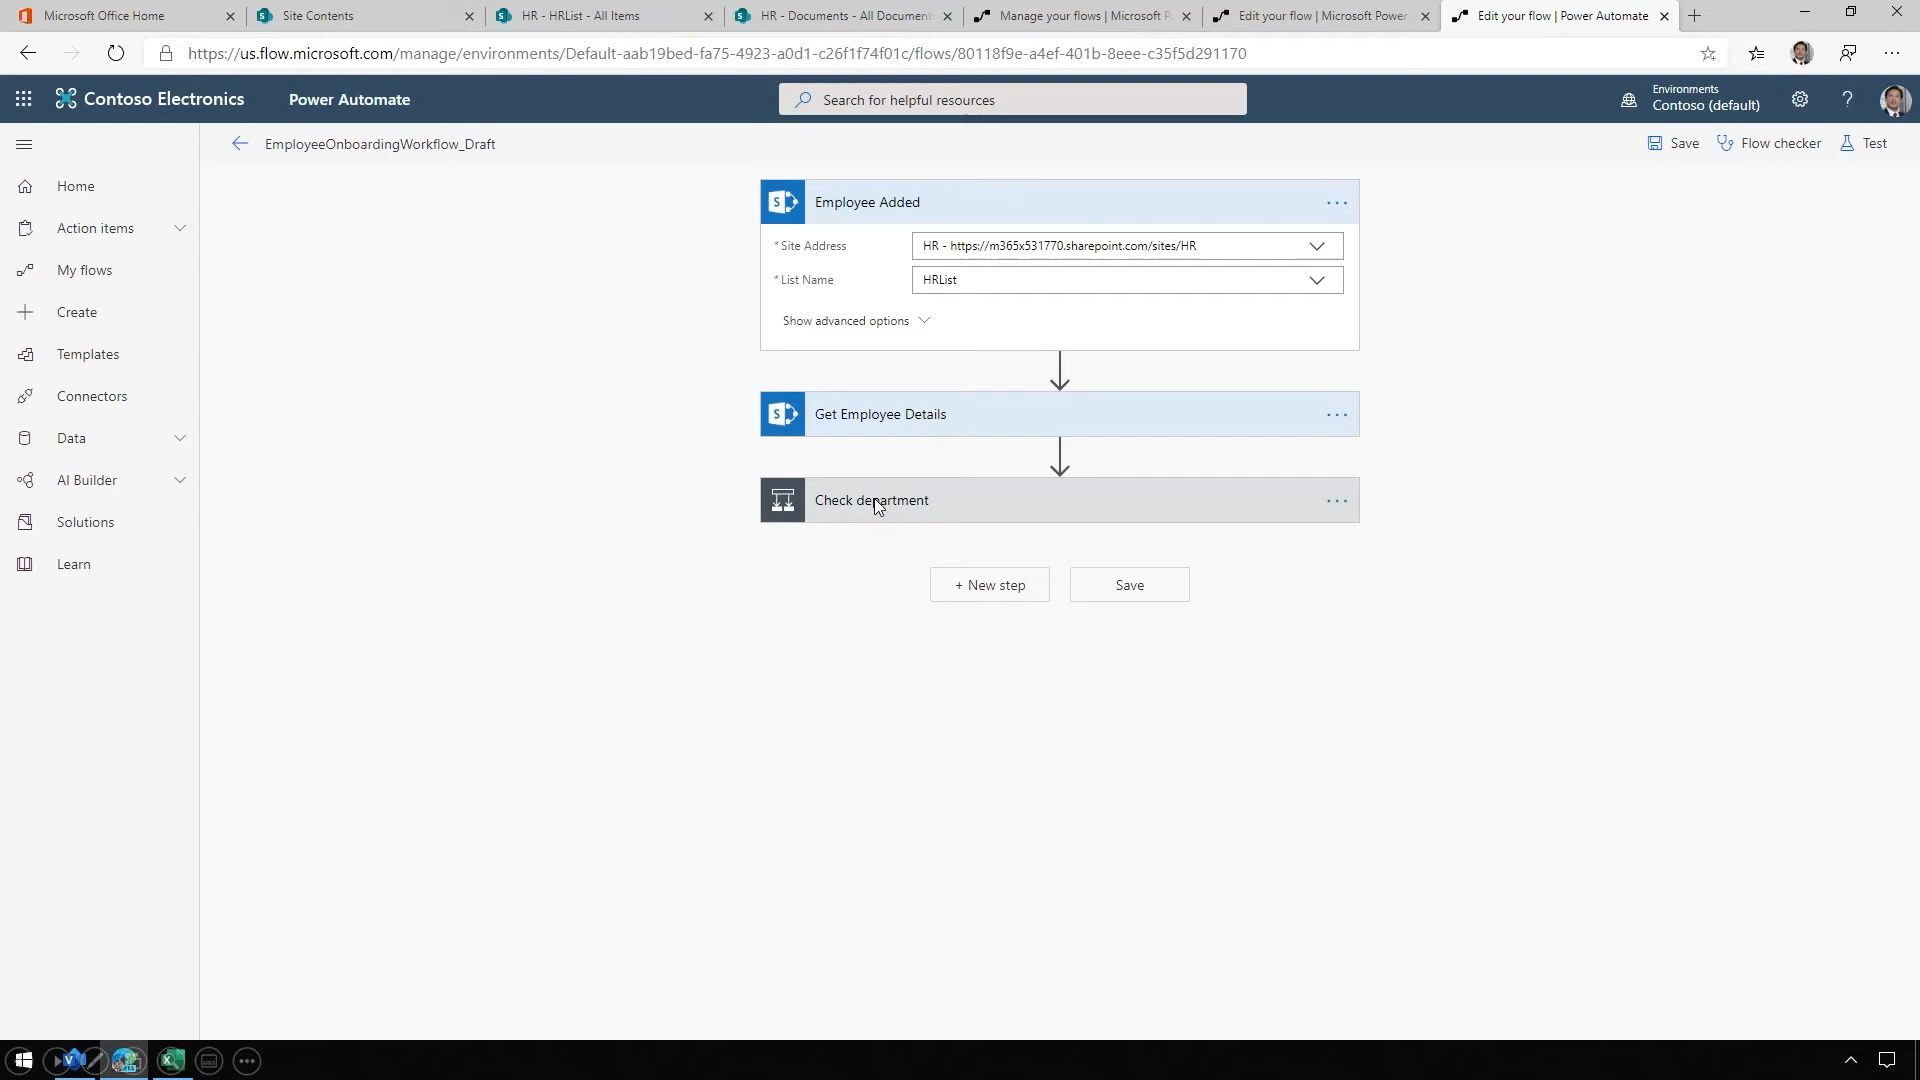 Microsoft Office Home
Site Contents
HR - HRList - All Items
HR - Documents - All Document
Manage your flows | Microsoft P
Edit your flow | Microsoft Power
Edit your flow | Power Automate
https://us.flow.microsoft.com/manage/environments/Default-aab19bed-fa75-4923-a0d1-c26f1f74f01c/flows/80118f9e-a4ef-401b-8eee-c35f5d291170
Contoso Electronics
Power Automate
Search for helpful resources
Environments
Contoso (default)
EmployeeOnboardingWorkflow_Draft
Save
Flow checker
Test
Home
Action items
My flows
Create
Templates
Connectors
Data
AI Builder
Solutions
Learn
Employee Added
* Site Address
HR - https://m365x531770.sharepoint.com/sites/HR
* List Name
HRList
Show advanced options
Get Employee Details
Check department
+ New step
Save